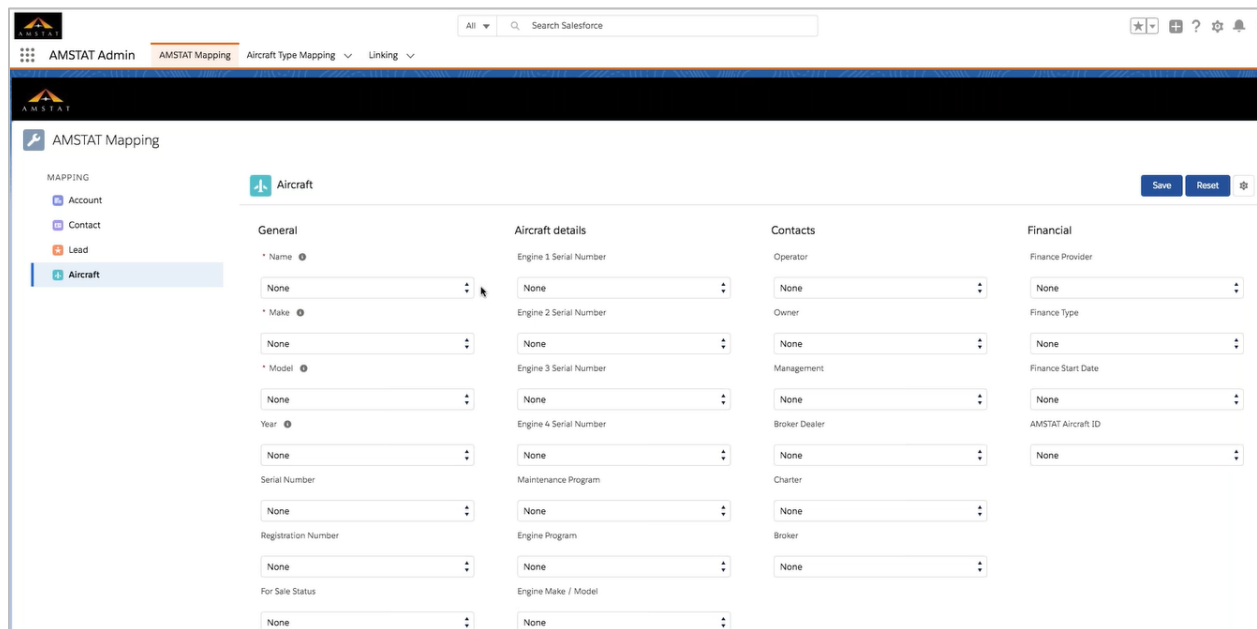 AMSTAT
All
Search Salesforce
AMSTAT Admin
AMSTAT Mapping
Aircraft Type Mapping
Linking
AMSTAT
AMSTAT Mapping
MAPPING
Account
Contact
Lead
Aircraft
Aircraft
Save
Reset
General
* Name
None
* Make
None
* Model
None
Year
None
Serial Number
None
Registration Number
None
For Sale Status
None
Aircraft details
Engine 1 Serial Number
None
Engine 2 Serial Number
None
Engine 3 Serial Number
None
Engine 4 Serial Number
None
Maintenance Program
None
Engine Program
None
Engine Make / Model
None
Contacts
Operator
None
Owner
None
Management
None
Broker Dealer
None
Charter
None
Broker
None
Financial
Finance Provider
None
Finance Type
None
Finance Start Date
None
AMSTAT Aircraft ID
None